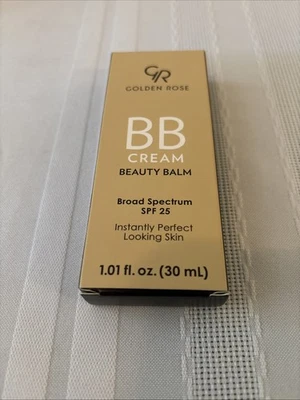 GR
GOLDEN ROSE
BB
CREAM
BEAUTY BALM
Broad Spectrum
SPF 25
Instantly Perfect
Looking Skin
1.01 fl. oz. (30 mL)